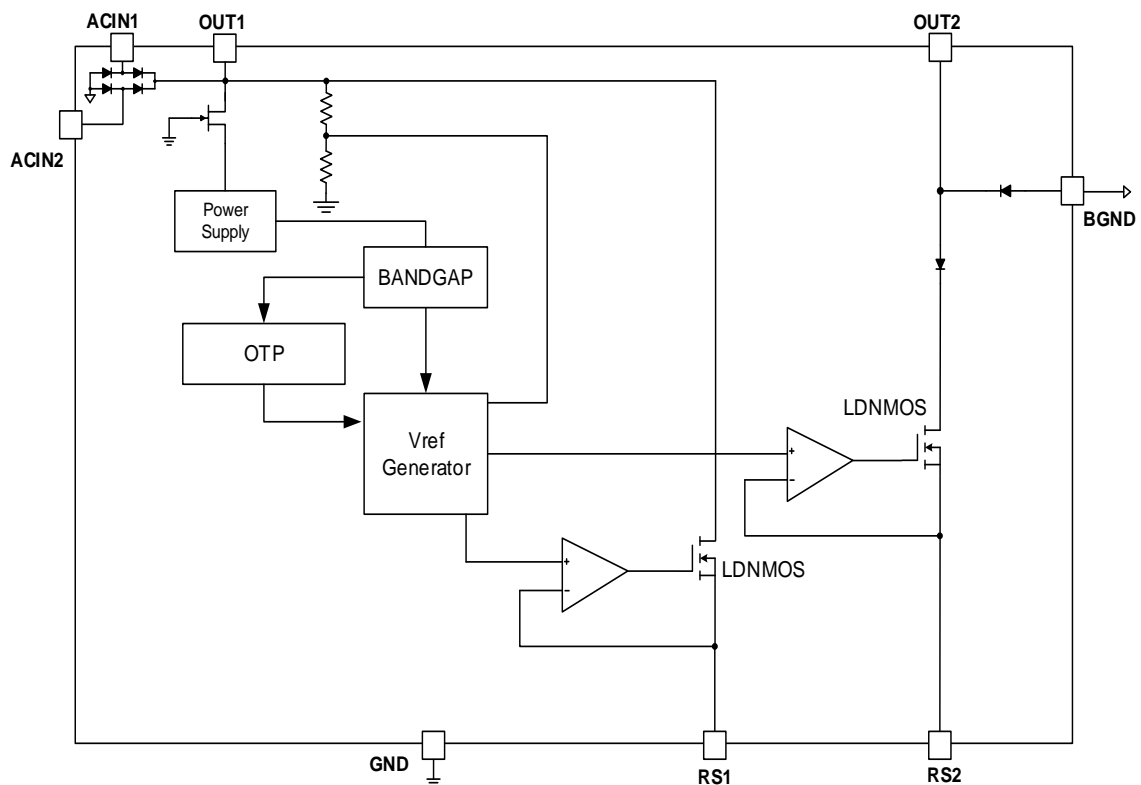 ACIN1
OUT1
OUT2
ACIN2
BGND
Power
Supply
BANDGAP
OTP
LDNMOS
Vref
Generator
+
-
LDNMOS
+
-
GND
RS1
RS2